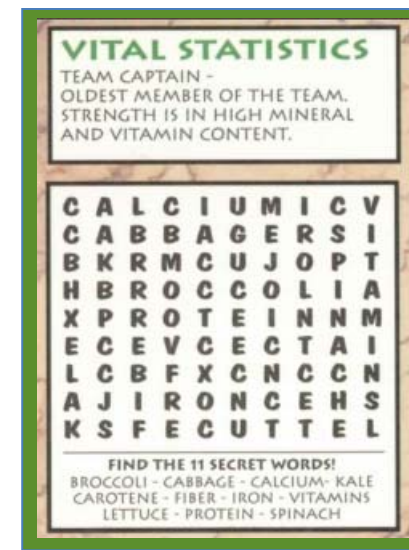 VITAL STATISTICS
TEAM CAPTAIN -
OLDEST MEMBER OF THE TEAM.
STRENGTH IS IN HIGH MINERAL
AND VITAMIN CONTENT.
C A L C I U M I C V
C A B B A G E R S I
B K R M C U J O P T
H B R O C C O L I A
X P R O T E I N N M
E C E V C E C T A I
L C B F X C N C C N
A J I R O N C E H S
K S F E C U T T E L
FIND THE 11 SECRET WORDS!
BROCCOLI - CABBAGE - CALCIUM- KALE
CAROTENE - FIBER - IRON - VITAMINS
LETTUCE - PROTEIN - SPINACH